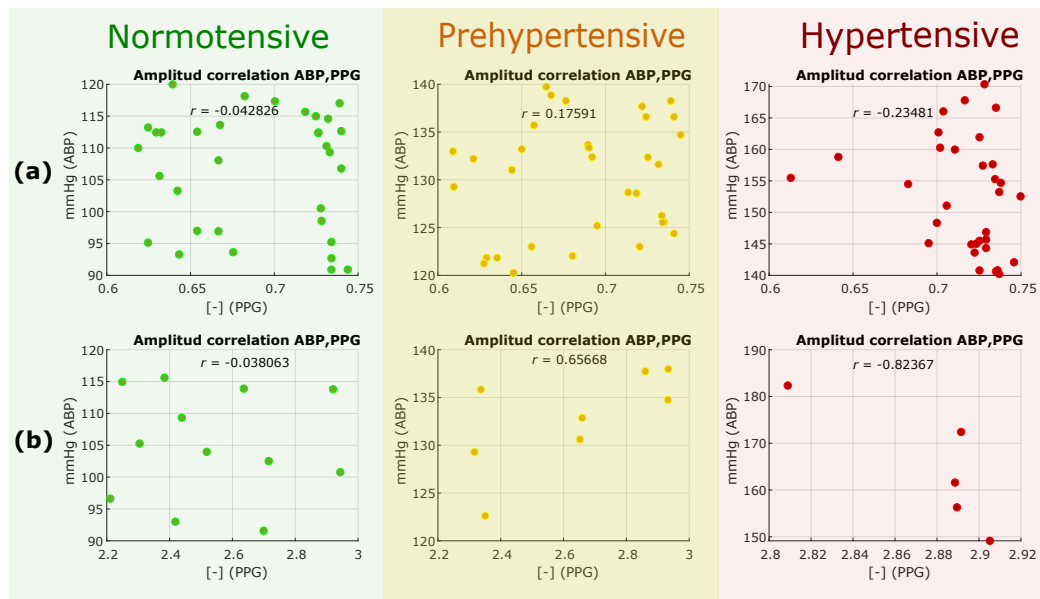 Normotensive
Prehypertensive
Hypertensive
(a)
Amplitud correlation ABP,PPG
r = -0.042826
mmHg (ABP)
120
115
110
105
100
95
90
0.6
0.65
0.7
0.75
[-] (PPG)
Amplitud correlation ABP,PPG
r = 0.17591
mmHg (ABP)
140
135
130
125
120
0.6
0.65
0.7
0.75
[-] (PPG)
Amplitud correlation ABP,PPG
r = -0.23481
mmHg (ABP)
170
165
160
155
150
145
140
0.6
0.65
0.7
0.75
[-] (PPG)
(b)
Amplitud correlation ABP,PPG
r = -0.038063
mmHg (ABP)
120
115
110
105
100
95
90
2.2
2.4
2.6
2.8
3
[-] (PPG)
Amplitud correlation ABP,PPG
r = 0.65668
mmHg (ABP)
140
135
130
125
120
2.2
2.4
2.6
2.8
3
[-] (PPG)
Amplitud correlation ABP,PPG
r = -0.82367
mmHg (ABP)
190
180
170
160
150
2.8
2.82
2.84
2.86
2.88
2.9
2.92
[-] (PPG)